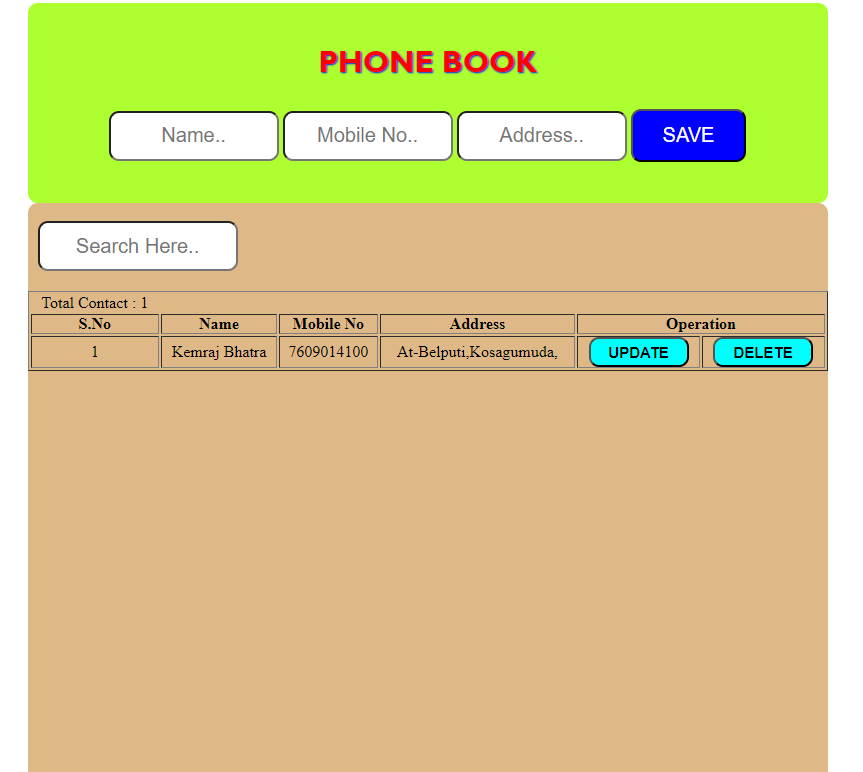 PHONE BOOK
Name.. Mobile No.. Address.. SAVE
Search Here..
Total Contact : 1
S.No Name Mobile No Address Operation
1 Kemraj Bhatra 7609014100 At-Belputi,Kosagumuda, UPDATE DELETE